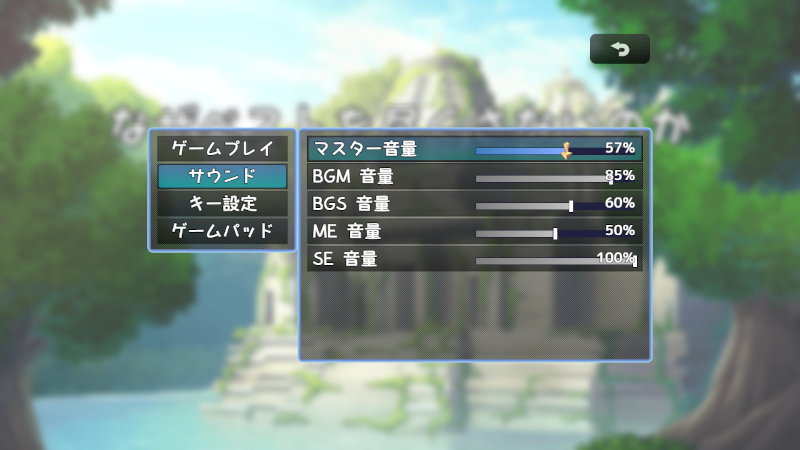 ゲームプレイ
サウンド
キー設定
ゲームパッド
マスター音量 57%
BGM 音量 85%
BGS 音量 60%
ME 音量 50%
SE 音量 100%